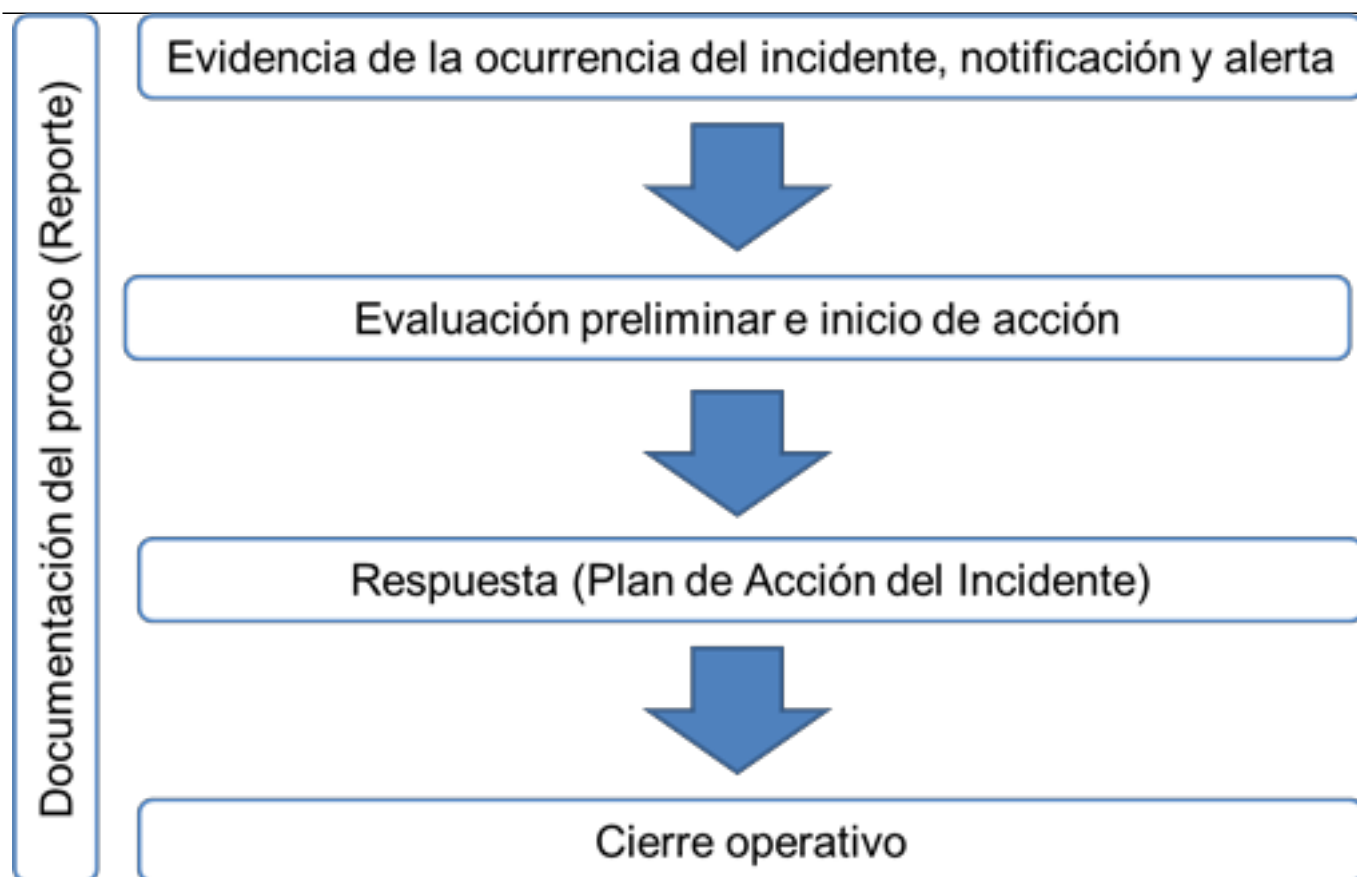 Documentación del proceso (Reporte)
Evidencia de la ocurrencia del incidente, notificación y alerta
Evaluación preliminar e inicio de acción
Respuesta (Plan de Acción del Incidente)
Cierre operativo